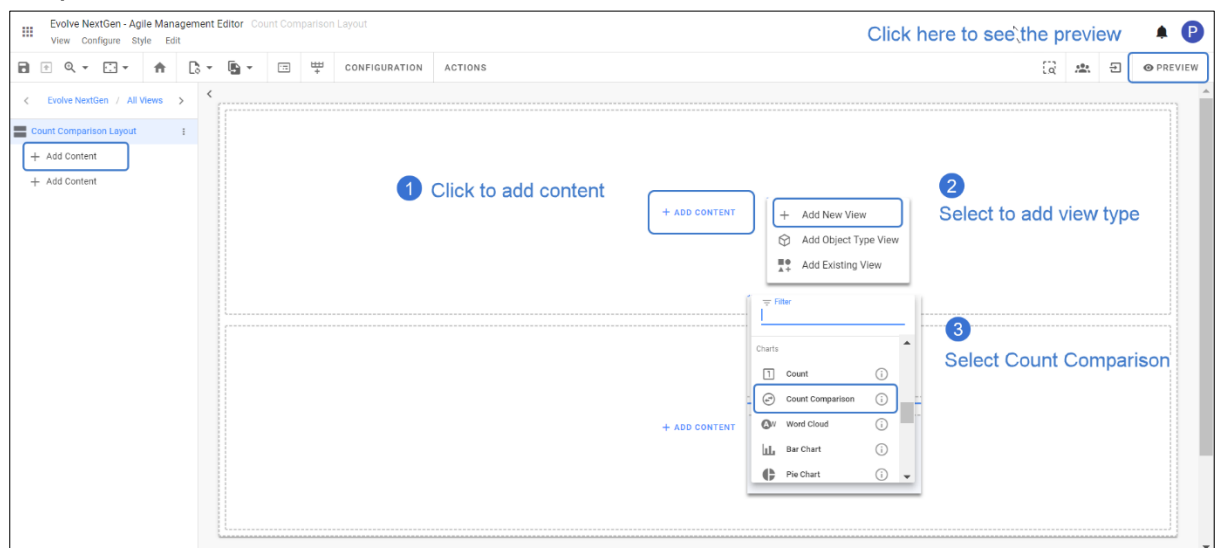 Evolve NextGen - Agile Management Editor Count Comparison Layout
View Configure Style Edit
Click here to see the preview
P
CONFIGURATION ACTIONS
PREVIEW
Evolve NextGen / All Views
Count Comparison Layout
+ Add Content
+ Add Content
1 Click to add content
+ ADD CONTENT
+ Add New View
Add Object Type View
Add Existing View
2
Select to add view type
Filter
Charts
1 Count
Count Comparison
Word Cloud
Bar Chart
Pie Chart
3
Select Count Comparison
+ ADD CONTENT